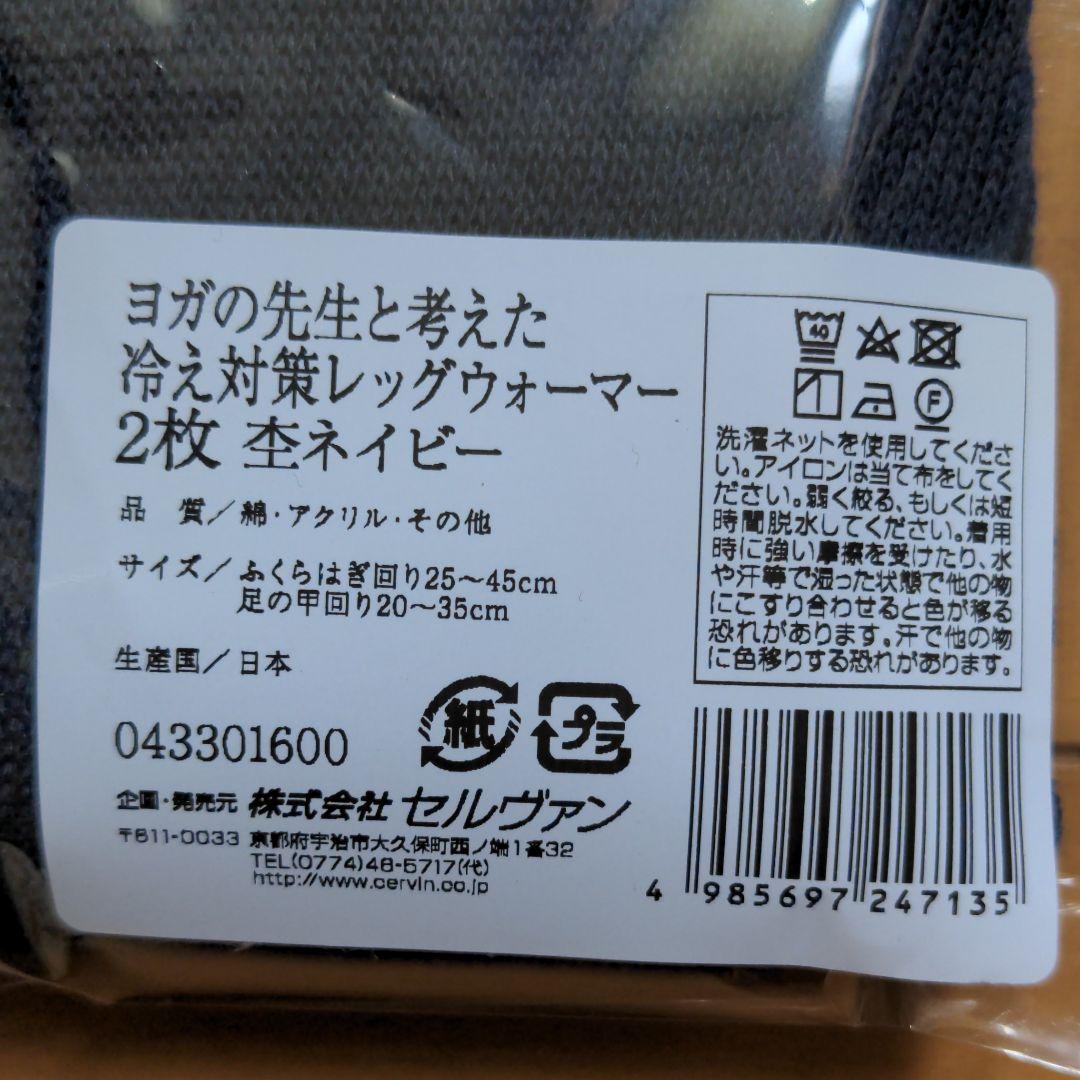 ヨガの先生と考えた
冷え対策レッグウォーマー
2枚 杢ネイビー
品 質/綿・アクリル・その他
サイズ/ふくらはぎ回り25～45cm
足の甲回り20～35cm
生産国/日本
043301600
紙
プラ
企画・発売元 株式会社 セルヴァン
〒611-0033 京都府宇治市大久保町西ノ端1番32
TEL(0774)46-5717(代)
http://www.cervin.co.jp
40
F
洗濯ネットを使用してくださ
い。アイロンは当て布をしてく
ださい。弱く絞る、もしくは短
時間脱水してください。着用
時に強い摩擦を受けたり、水
や汗等で湿った状態で他の物
にこすり合わせると色が移る
恐れがあります。汗で他の物
に色移りする恐れがあります。
4 985697 247135